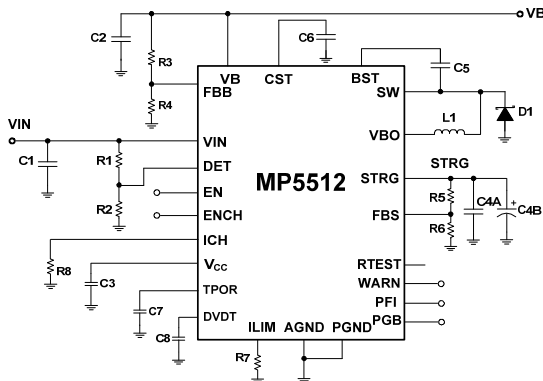 VB
C2
R3
R4
C6
C5
VB
CST
BST
FBB
SW
D1
L1
VBO
VIN
VIN
C1
R1
R2
DET
EN
ENCH
MP5512
STRG
STRG
R5
C4A
+
C4B
FBS
R6
ICH
R8
VCC
C3
RTEST
WARN
TPOR
C7
PFI
DVDT
C8
PGB
ILIM
AGND
PGND
R7